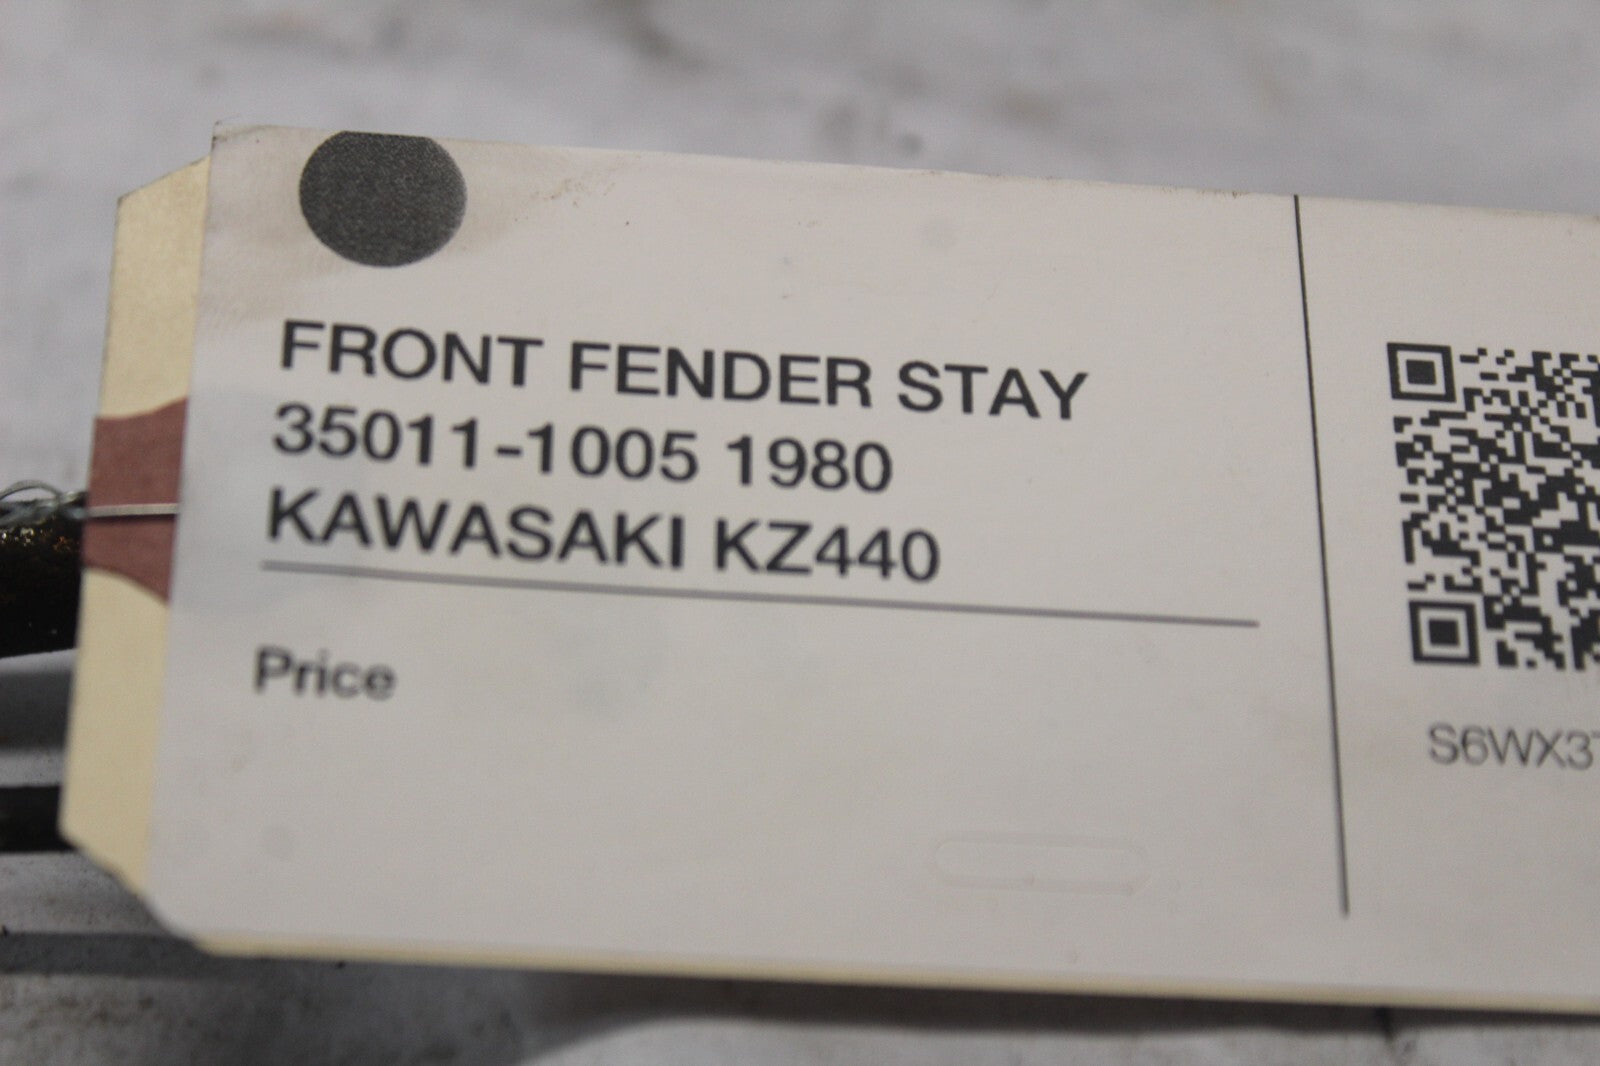 FRONT FENDER STAY
35011-1005 1980
KAWASAKI KZ440
Price
S6WX3